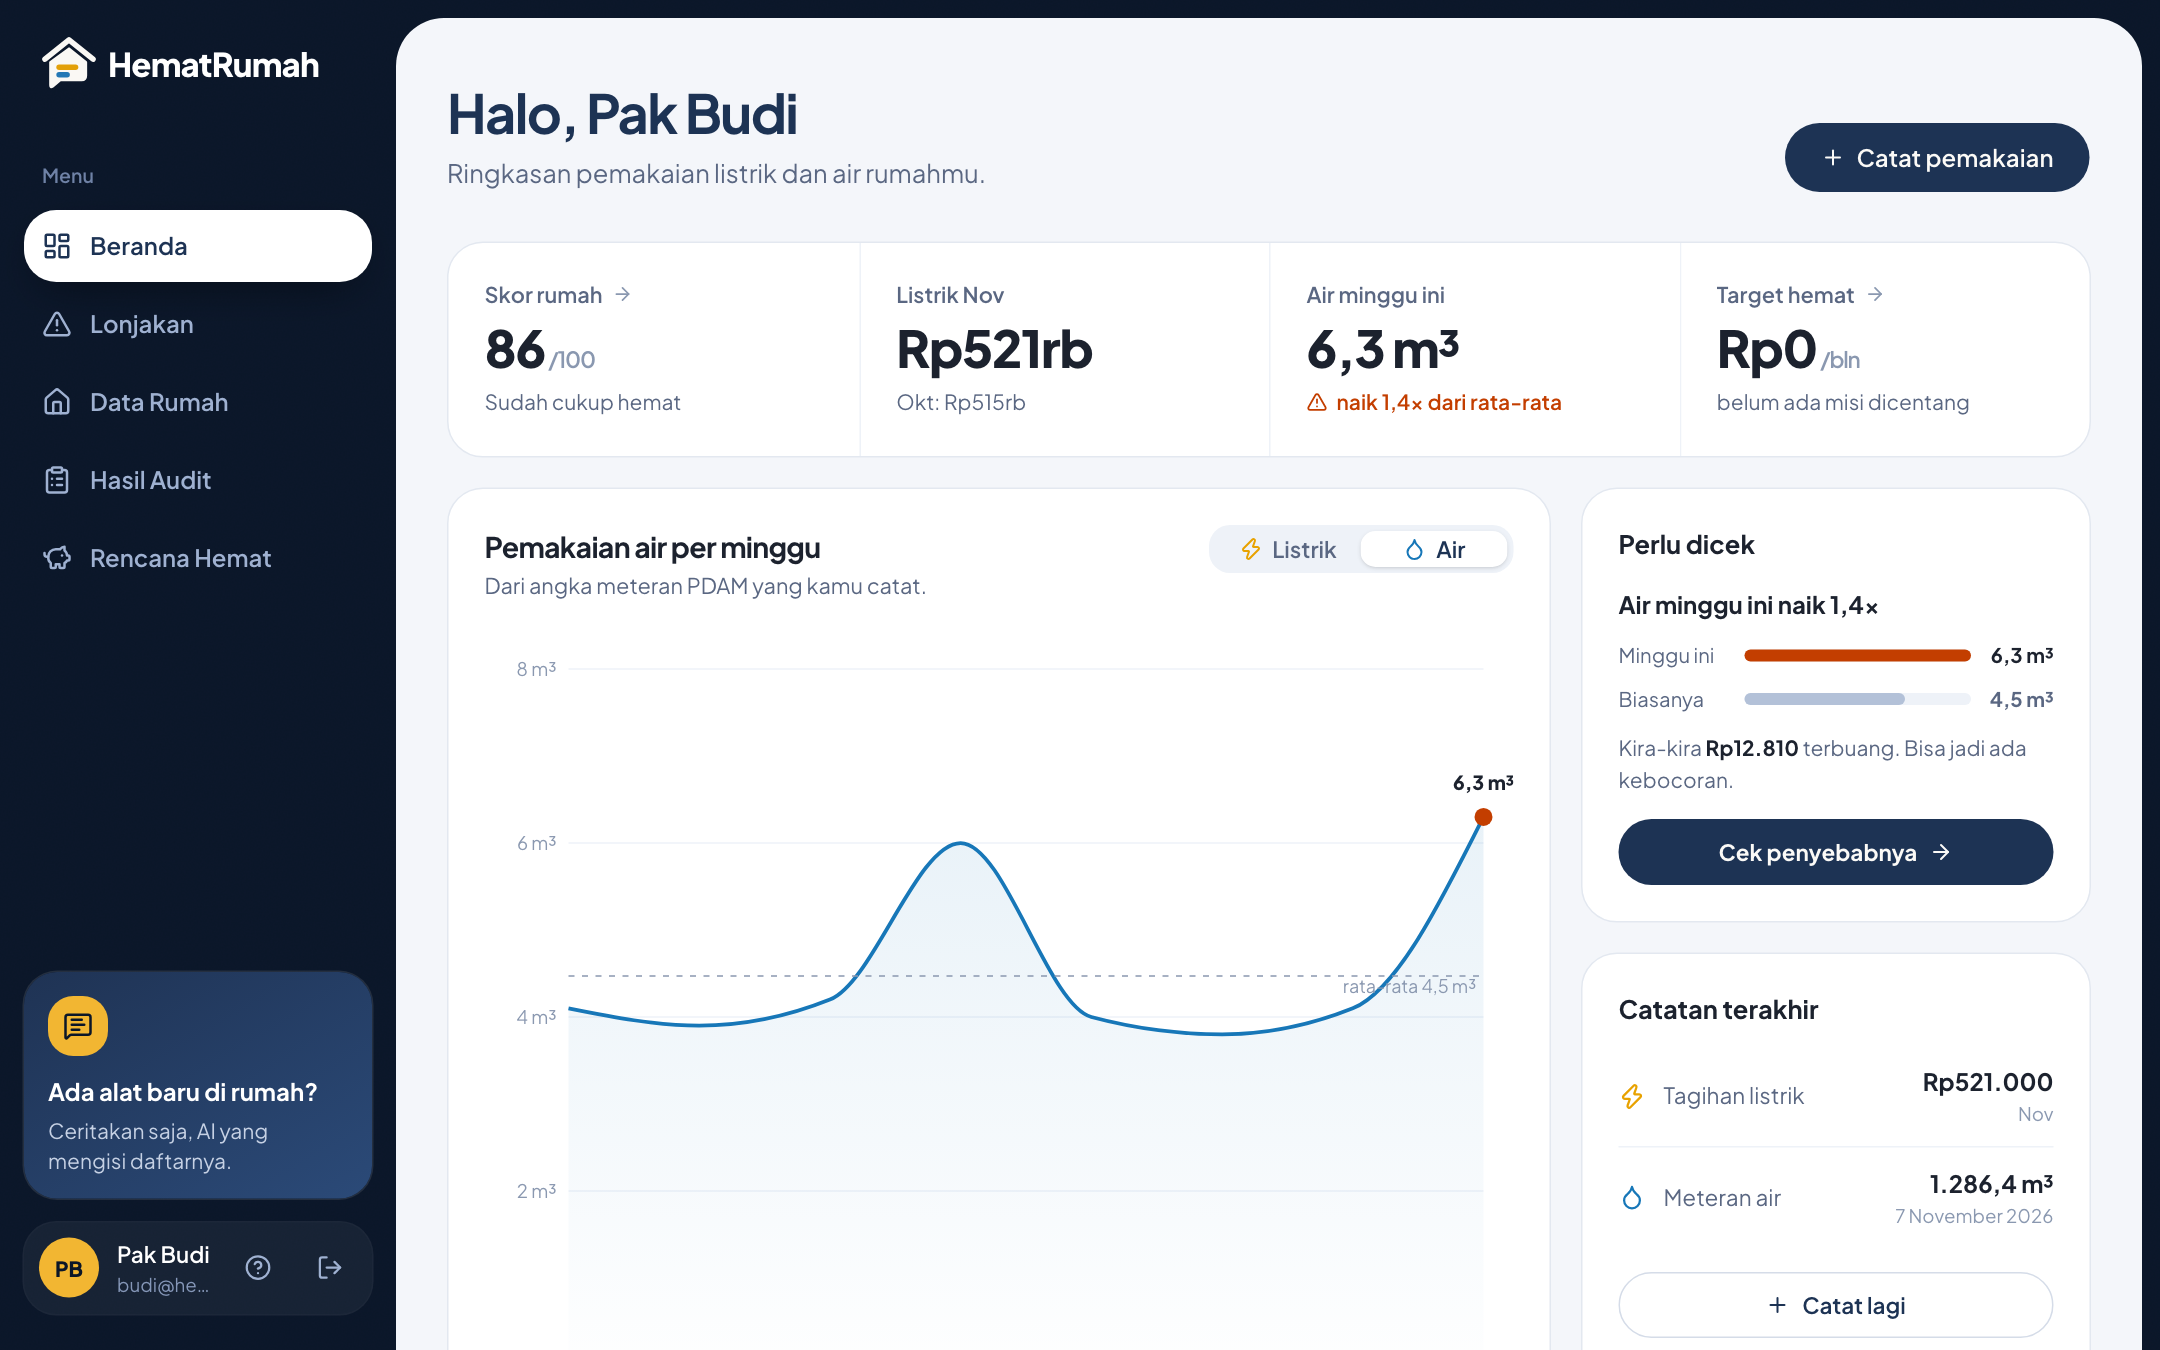 HematRumah
Menu
Beranda
Lonjakan
Data Rumah
Hasil Audit
Rencana Hemat
Ada alat baru di rumah?
Ceritakan saja, AI yang
mengisi daftarnya.
PB
Pak Budi
budi@he...
Halo, Pak Budi
Ringkasan pemakaian listrik dan air rumahmu.
+ Catat pemakaian
Skor rumah →
86/100
Sudah cukup hemat
Listrik Nov
Rp521rb
Okt: Rp515rb
Air minggu ini
6,3 m³
naik 1,4× dari rata-rata
Target hemat →
Rp0/bln
belum ada misi dicentang
Pemakaian air per minggu
Dari angka meteran PDAM yang kamu catat.
Listrik
Air
8 m³
6 m³
4 m³
2 m³
6,3 m³
rata-rata 4,5 m³
Perlu dicek
Air minggu ini naik 1,4×
Minggu ini 6,3 m³
Biasanya 4,5 m³
Kira-kira Rp12.810 terbuang. Bisa jadi ada
kebocoran.
Cek penyebabnya →
Catatan terakhir
Tagihan listrik
Rp521.000
Nov
Meteran air
1.286,4 m³
7 November 2026
+ Catat lagi